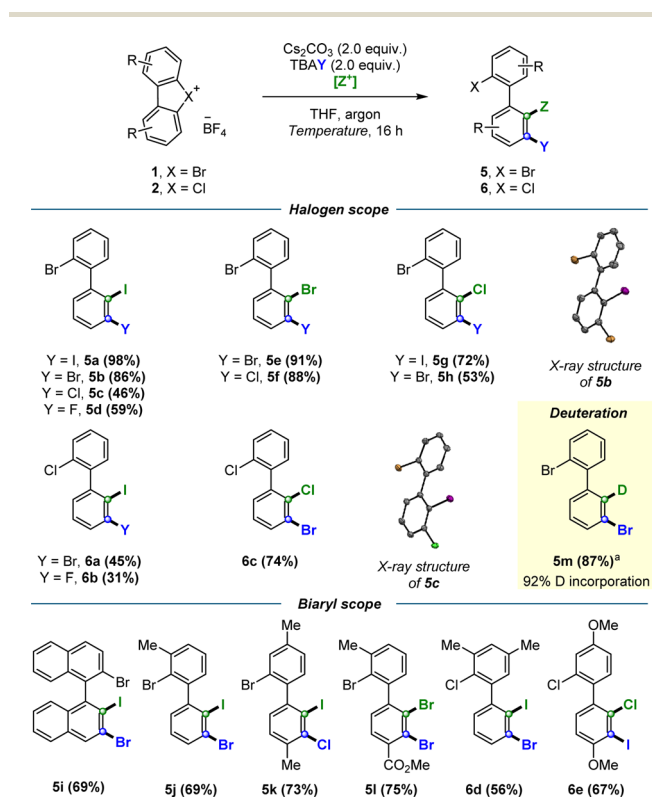 Cs₂CO₃ (2.0 equiv.)
TBAY (2.0 equiv.)
[Z⁺]
THF, argon
Temperature, 16 h
R
R
X⁺
−
BF₄
1, X = Br
2, X = Cl
R
X
Z
R
Y
5, X = Br
6, X = Cl
Halogen scope
Br
I
Y
Y = I, 5a (98%)
Y = Br, 5b (86%)
Y = Cl, 5c (46%)
Y = F, 5d (59%)
Br
Br
Y
Y = Br, 5e (91%)
Y = Cl, 5f (88%)
Br
Cl
Y
Y = I, 5g (72%)
Y = Br, 5h (53%)
X-ray structure
of 5b
Cl
I
Y
Y = Br, 6a (45%)
Y = F, 6b (31%)
Cl
Cl
Br
6c (74%)
X-ray structure
of 5c
Deuteration
Br
D
Br
5m (87%)ᵃ
92% D incorporation
Biaryl scope
Br
I
Br
5i (69%)
Me
Br
I
Br
5j (69%)
Me
Br
I
Cl
Me
5k (73%)
Me
Br
Br
Br
CO₂Me
5l (75%)
Me
Me
Cl
I
Br
6d (56%)
OMe
Cl
Cl
I
OMe
6e (67%)